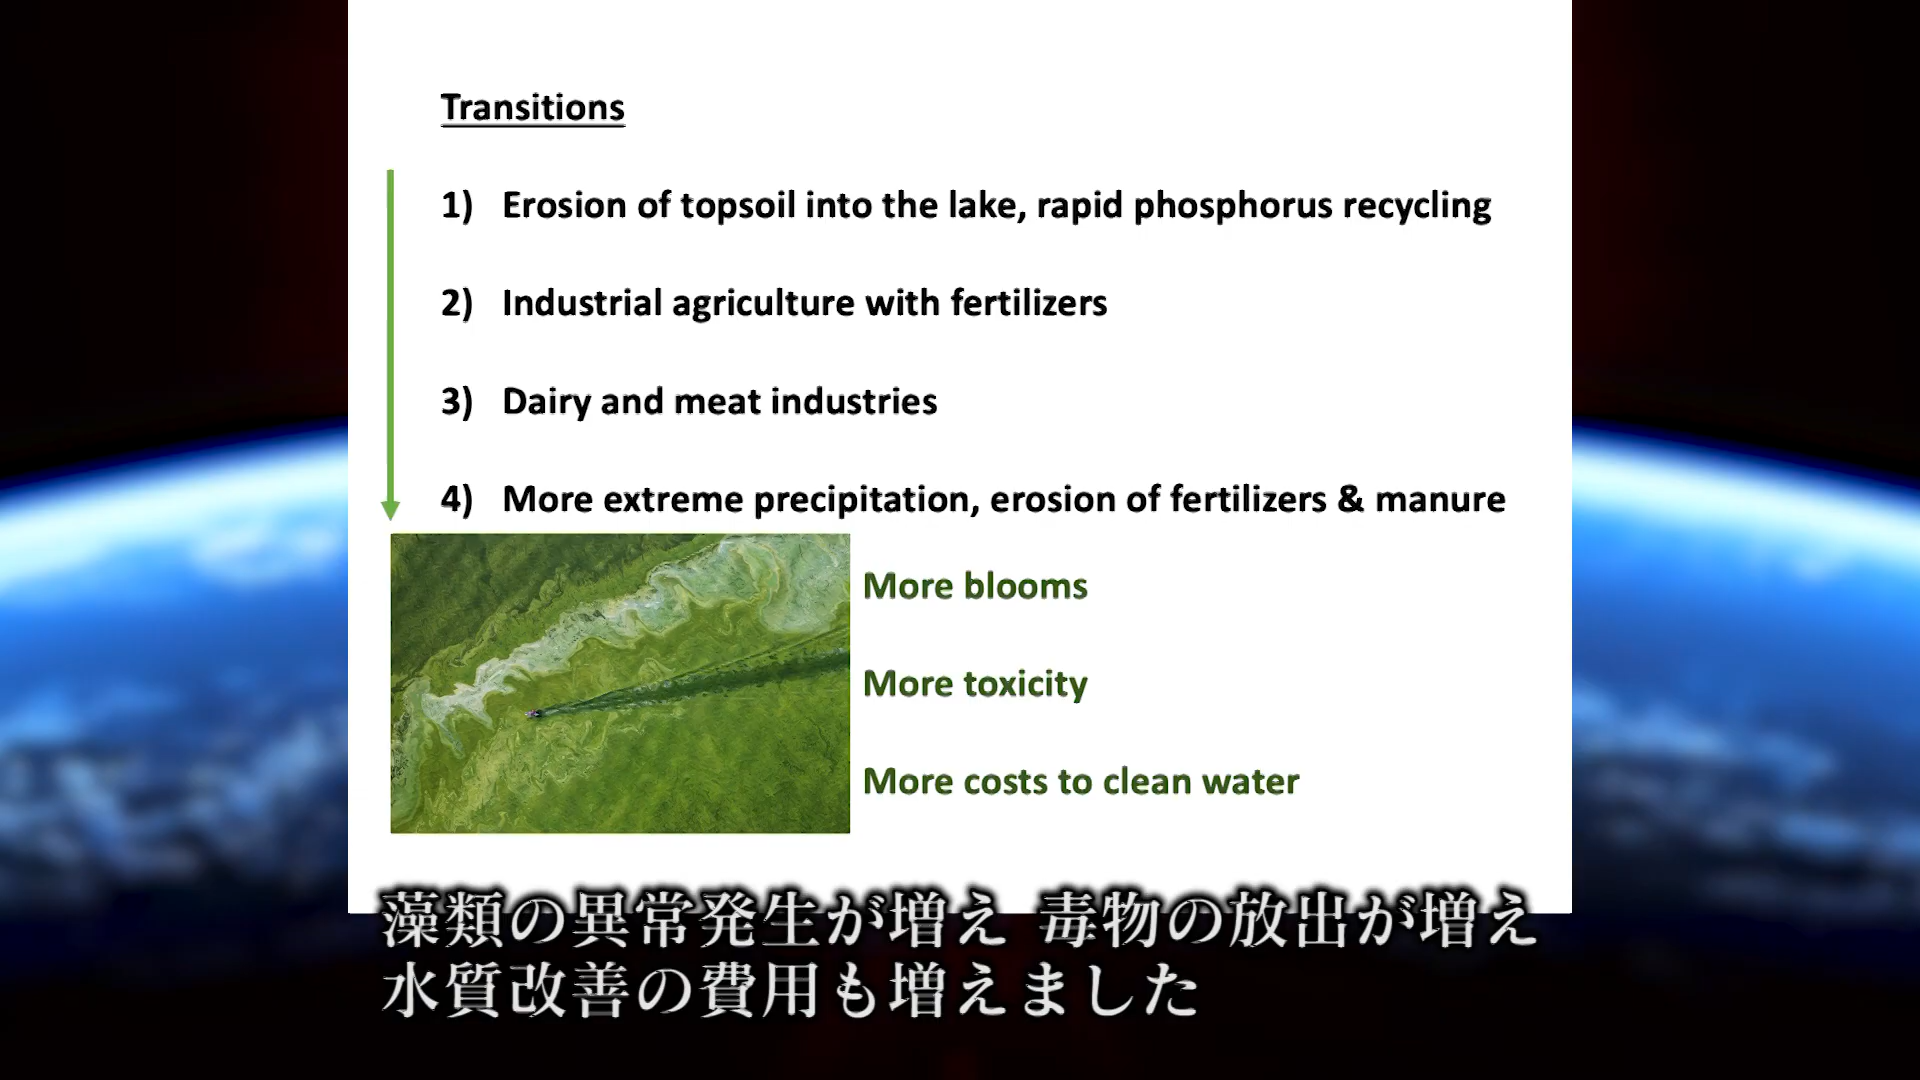 Transitions
1) Erosion of topsoil into the lake, rapid phosphorus recycling
2) Industrial agriculture with fertilizers
3) Dairy and meat industries
4) More extreme precipitation, erosion of fertilizers & manure
More blooms
More toxicity
More costs to clean water
藻類の異常発生が増え 毒物の放出が増え
水質改善の費用も増えました